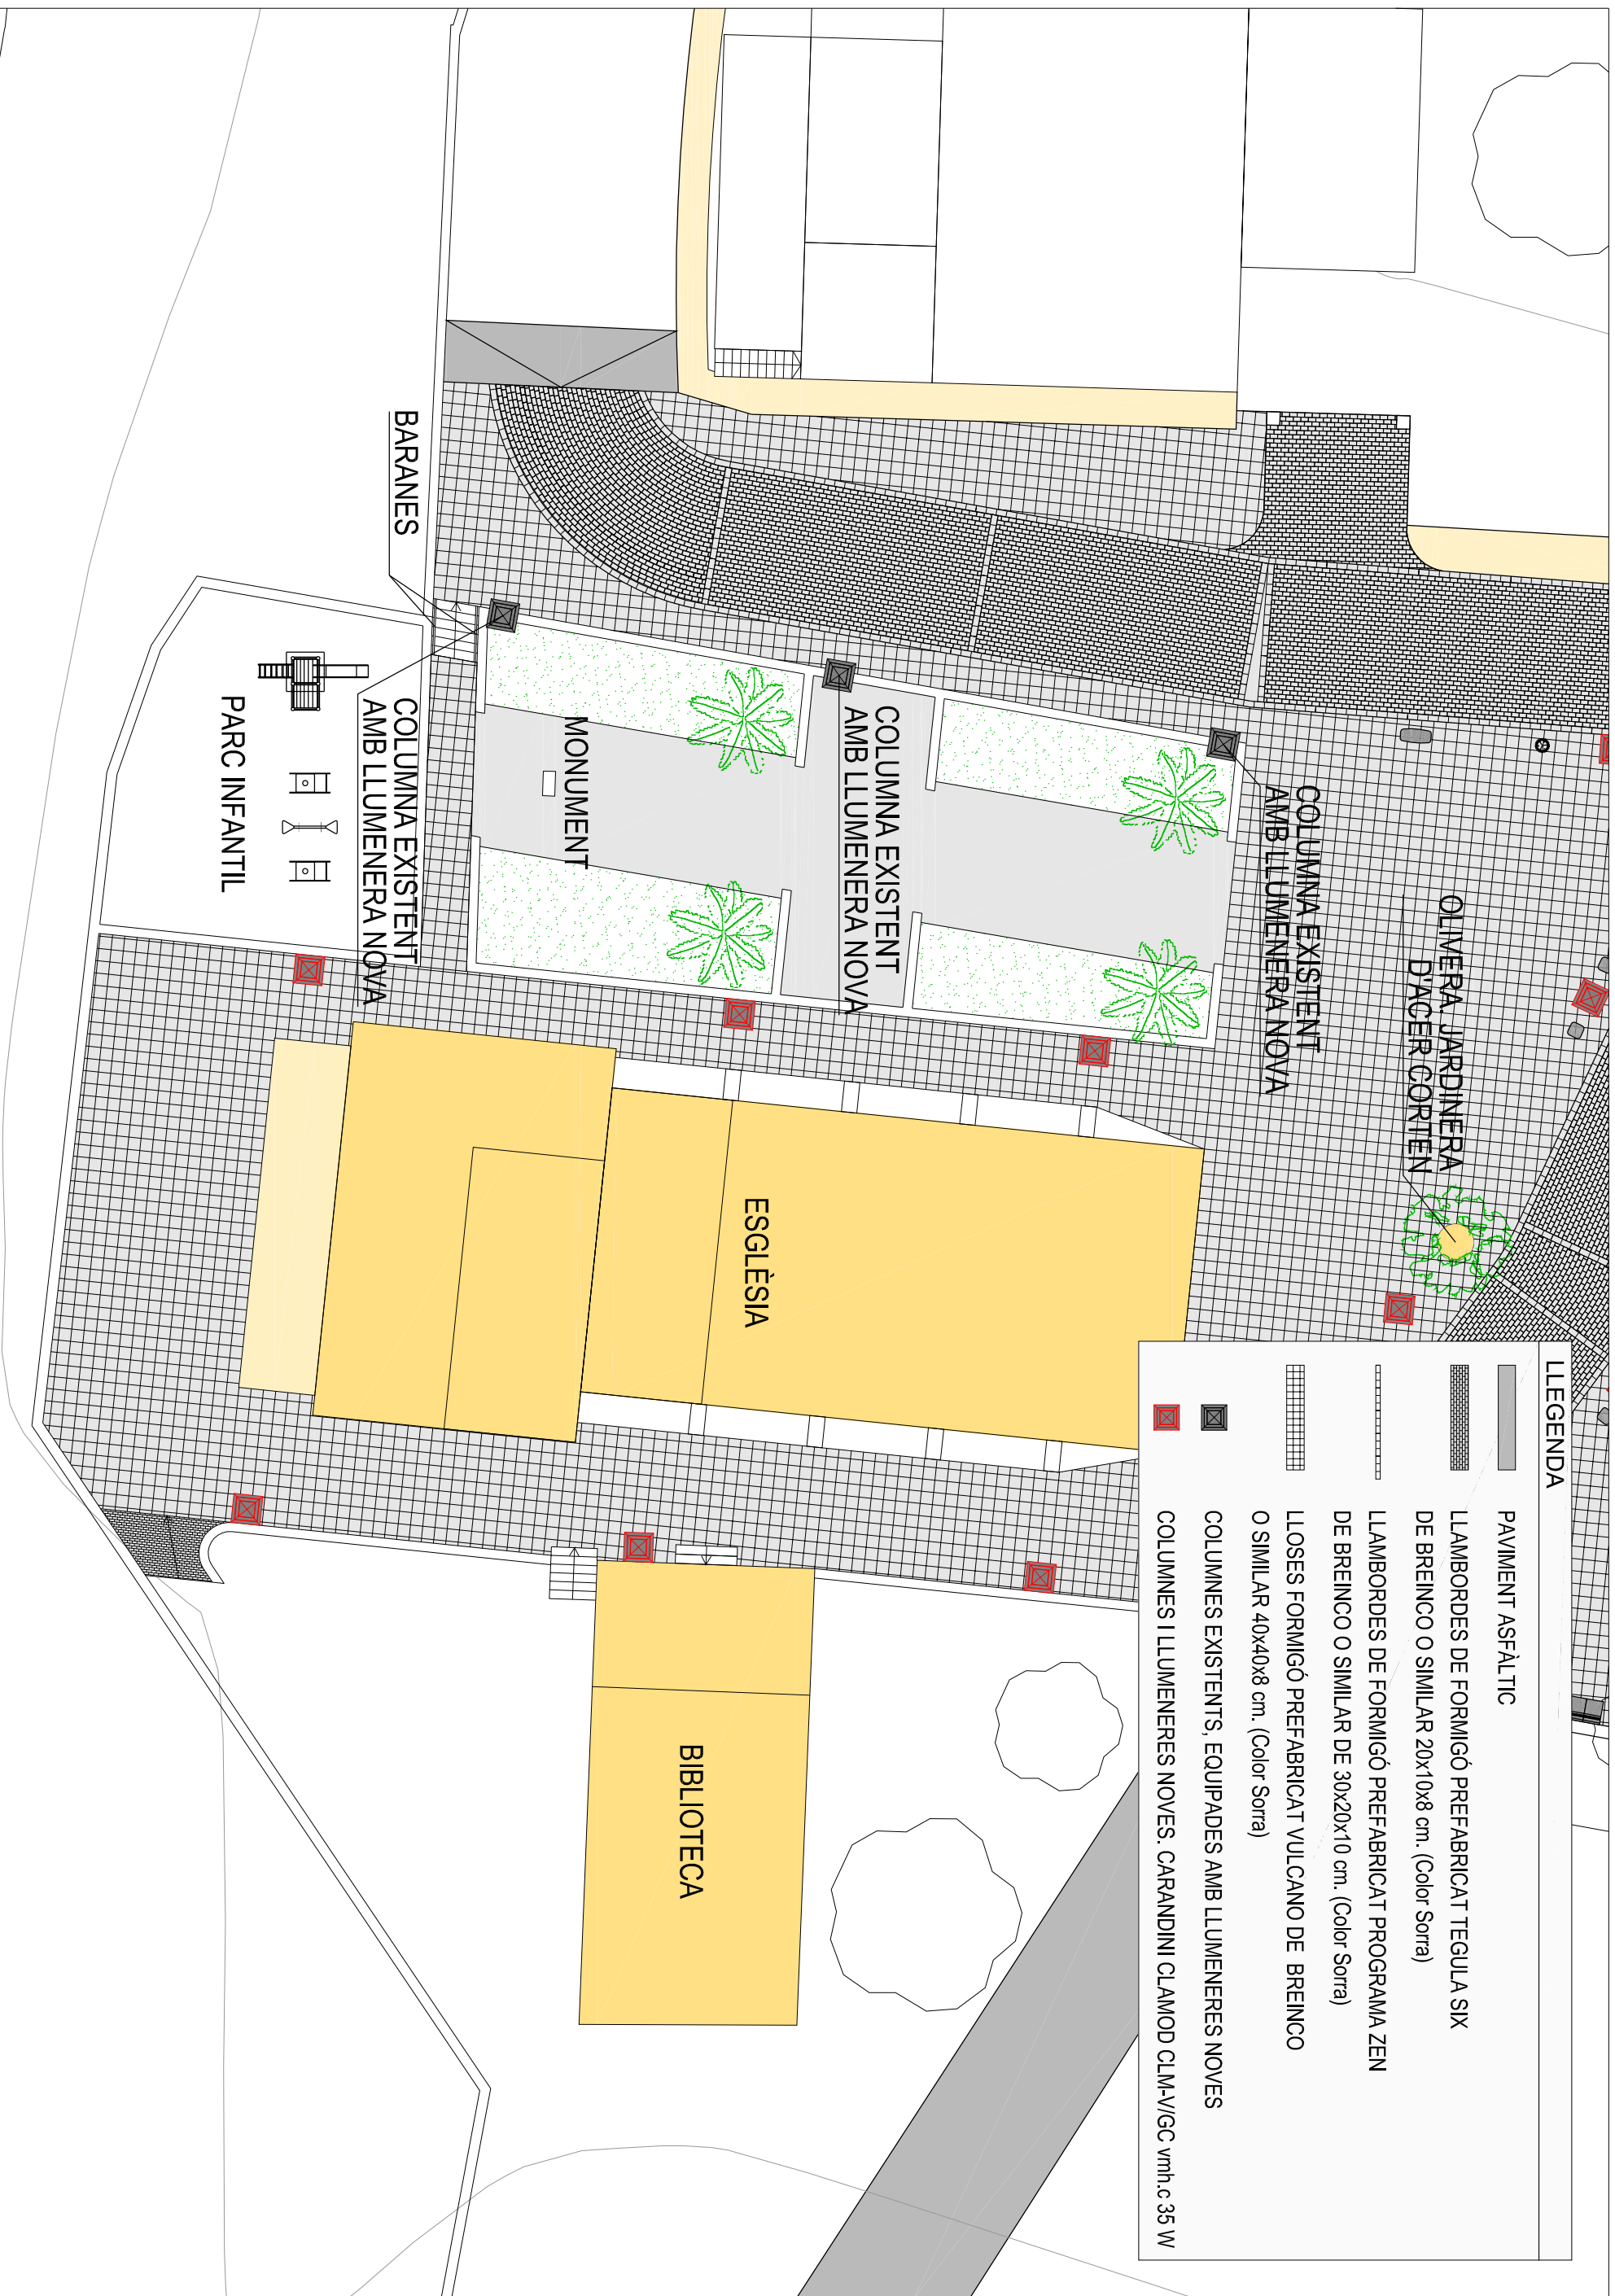 LLEGENDA
PAVIMENT ASFÀLTIC
LLAMBORDES DE FORMIGÓ PREFABRICAT TEGULA SIX
DE BREINCO O SIMILAR 20x10x8 cm. (Color Sorra)
LLAMBORDES DE FORMIGÓ PREFABRICAT PROGRAMA ZEN
DE BREINCO O SIMILAR DE 30x20x10 cm. (Color Sorra)
LLOSES FORMIGÓ PREFABRICAT VULCANO DE BREINCO
O SIMILAR 40x40x8 cm. (Color Sorra)
COLUMNES EXISTENTS, EQUIPADES AMB LLUMENERES NOVES
COLUMNES I LLUMENERES NOVES. CARANDINI CLAMOD CLM-V/GC vmh.c 35 W
OLIVERA. JARDINERA
D'ACER CORTEN
COLUMNA EXISTENT
AMB LLUMENERA NOVA
COLUMNA EXISTENT
AMB LLUMENERA NOVA
MONUMENT
ESGLÈSIA
BIBLIOTECA
BARANES
COLUMNA EXISTENT
AMB LLUMENERA NOVA
PARC INFANTIL